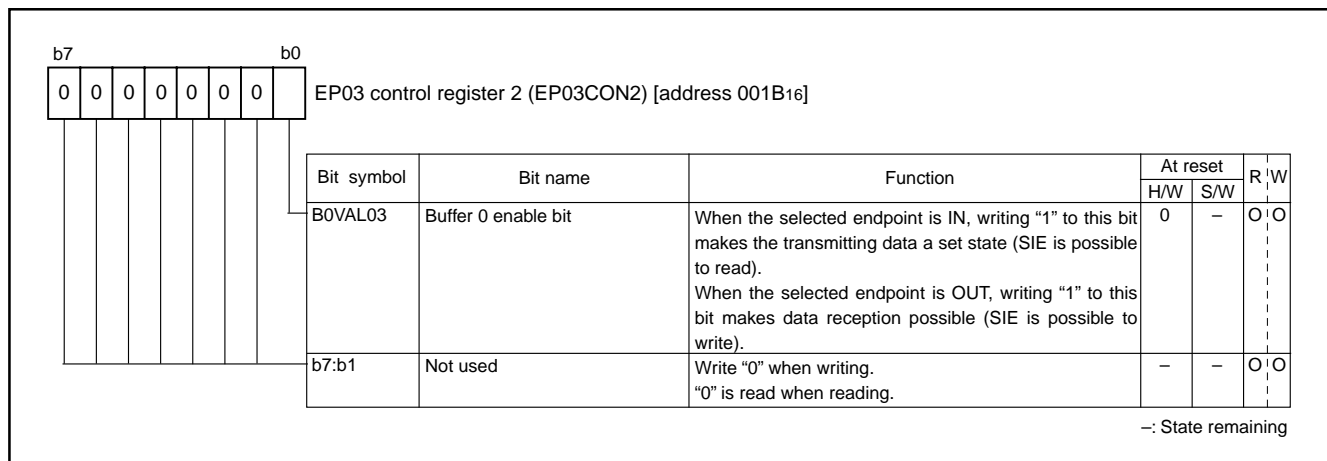 b7 b0
0 0 0 0 0 0 0 EP03 control register 2 (EP03CON2) [address 001B16]
Bit symbol Bit name Function At reset R W
H/W S/W
B0VAL03 Buffer 0 enable bit When the selected endpoint is IN, writing “1” to this bit 0 – O O
makes the transmitting data a set state (SIE is possible
to read).
When the selected endpoint is OUT, writing “1” to this
bit makes data reception possible (SIE is possible to
write).
b7:b1 Not used Write “0” when writing. – – O O
“0” is read when reading.
–: State remaining